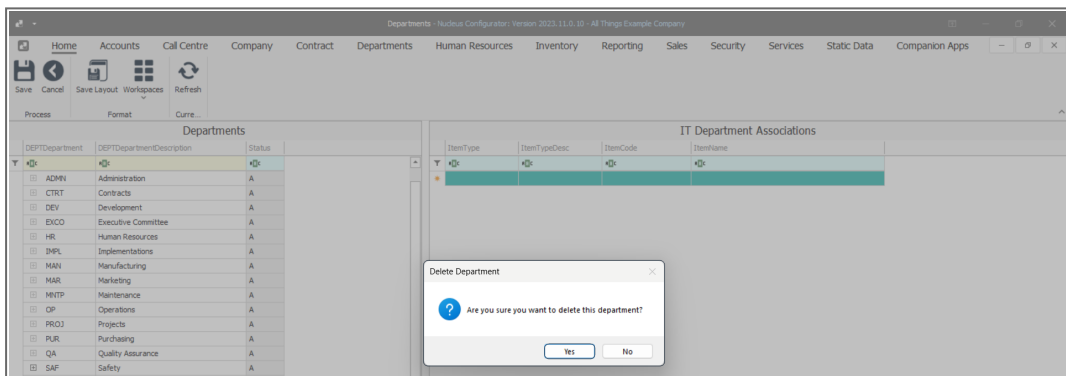 Departments - Nucleus Configurator: Version 2023.11.0.10 - All Things Example Company
Home Accounts Call Centre Company Contract Departments Human Resources Inventory Reporting Sales Security Services Static Data Companion Apps
Save Cancel Save Layout Workspaces Refresh
Process Format Curre...
Departments
IT Department Associations
DEPTDepartment DEPTDepartmentDescription Status
ItemType ItemTypeDesc ItemCode ItemName
ADMN Administration A
CTRT Contracts A
DEV Development A
EXCO Executive Committee A
HR Human Resources A
IMPL Implementations A
MAN Manufacturing A
MAR Marketing A
MNTP Maintenance A
OP Operations A
PROJ Projects A
PUR Purchasing A
QA Quality Assurance A
SAF Safety A
Delete Department
Are you sure you want to delete this department?
Yes No